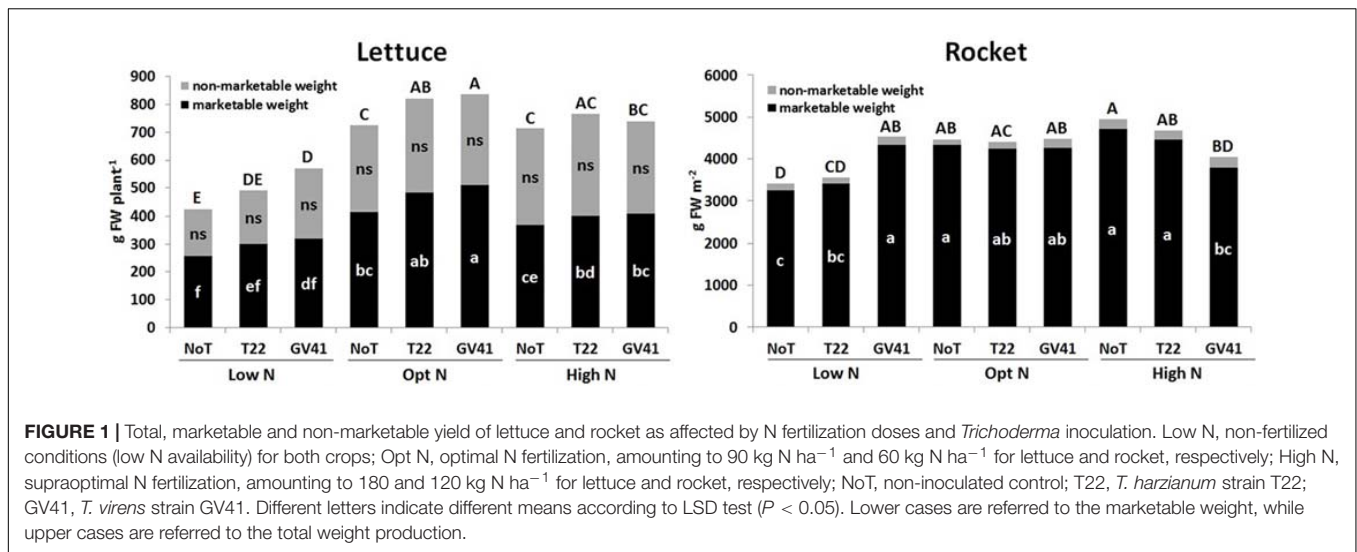 Lettuce
900
800
700
600
500
400
300
200
100
0
g FW plant-1
non-marketable weight
marketable weight
E DE D C AB A C AC BC
ns ns ns ns ns ns ns ns ns
f ef df bc ab a ce bd bc
NoT T22 GV41 NoT T22 GV41 NoT T22 GV41
Low N Opt N High N
Rocket
6000
5000
4000
3000
2000
1000
0
g FW m-2
non-marketable weight
marketable weight
D CD AB AB AC AB A AB BD
c bc a a ab ab a a bc
NoT T22 GV41 NoT T22 GV41 NoT T22 GV41
Low N Opt N High N
FIGURE 1 | Total, marketable and non-marketable yield of lettuce and rocket as affected by N fertilization doses and Trichoderma inoculation. Low N, non-fertilized
conditions (low N availability) for both crops; Opt N, optimal N fertilization, amounting to 90 kg N ha−1 and 60 kg N ha−1 for lettuce and rocket, respectively; High N,
supraoptimal N fertilization, amounting to 180 and 120 kg N ha−1 for lettuce and rocket, respectively; NoT, non-inoculated control; T22, T. harzianum strain T22;
GV41, T. virens strain GV41. Different letters indicate different means according to LSD test (P < 0.05). Lower cases are referred to the marketable weight, while
upper cases are referred to the total weight production.